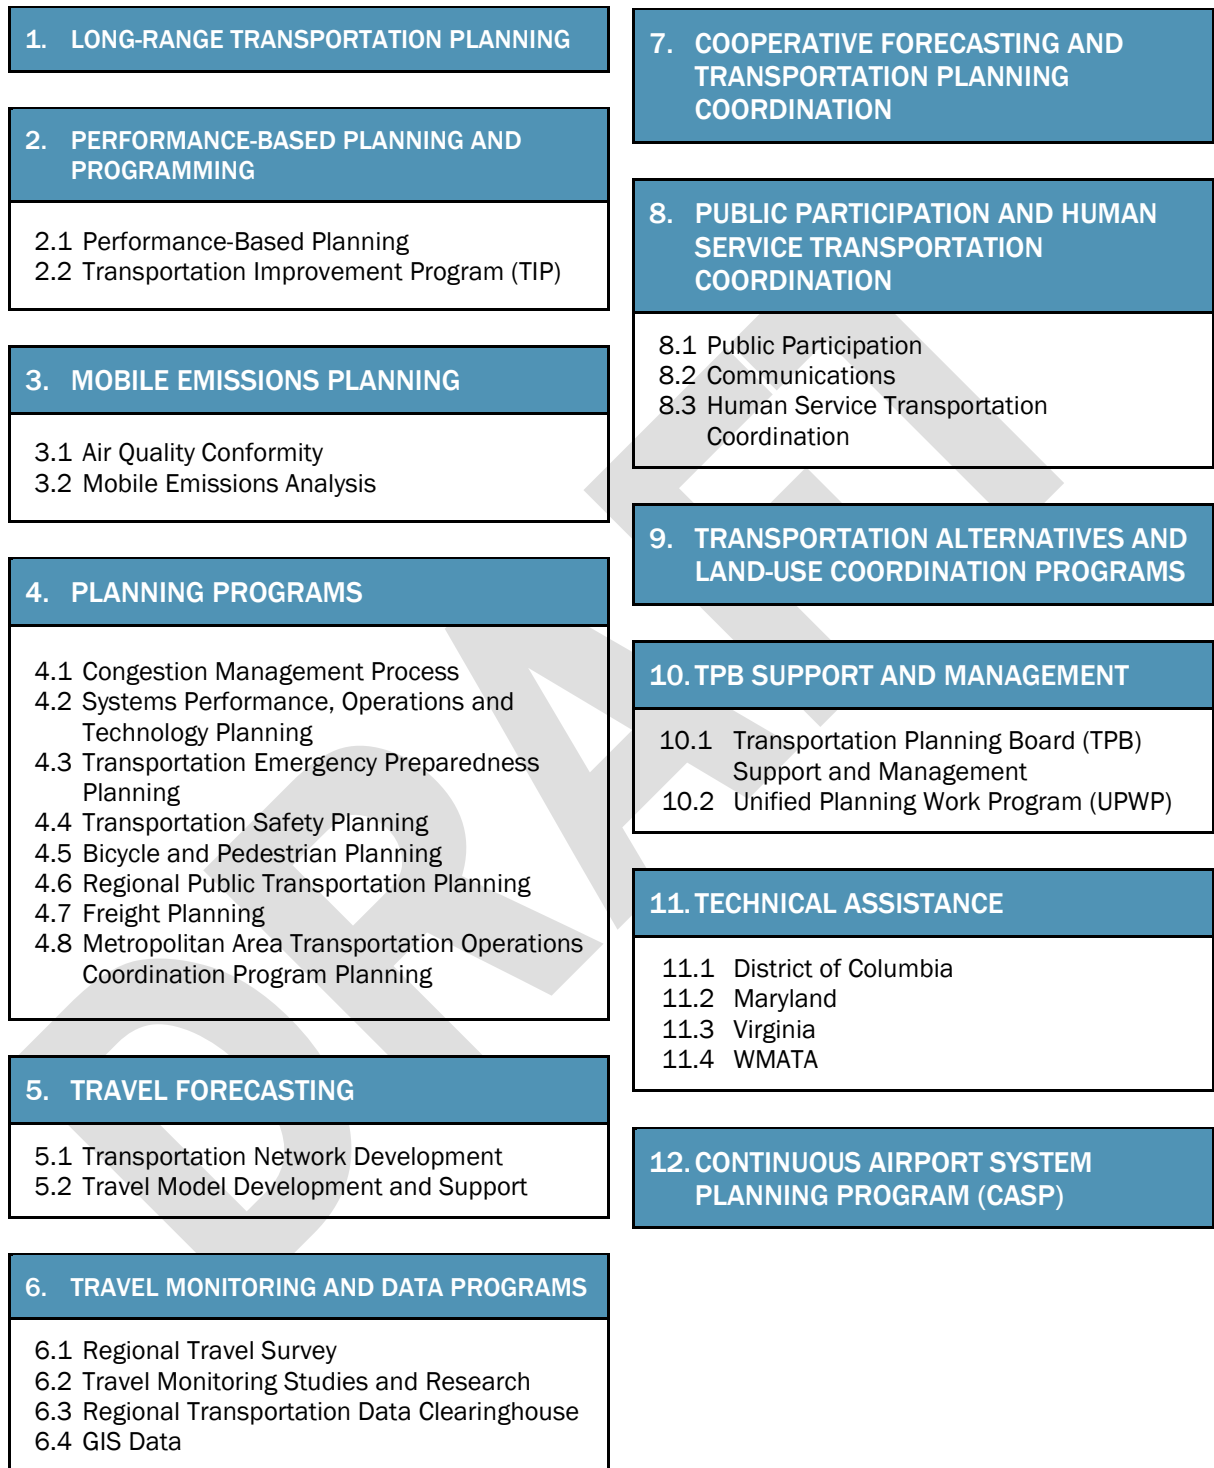 1. LONG-RANGE TRANSPORTATION PLANNING
2. PERFORMANCE-BASED PLANNING AND
PROGRAMMING
2.1 Performance-Based Planning
2.2 Transportation Improvement Program (TIP)
3. MOBILE EMISSIONS PLANNING
3.1 Air Quality Conformity
3.2 Mobile Emissions Analysis
4. PLANNING PROGRAMS
4.1 Congestion Management Process
4.2 Systems Performance, Operations and
Technology Planning
4.3 Transportation Emergency Preparedness
Planning
4.4 Transportation Safety Planning
4.5 Bicycle and Pedestrian Planning
4.6 Regional Public Transportation Planning
4.7 Freight Planning
4.8 Metropolitan Area Transportation Operations
Coordination Program Planning
5. TRAVEL FORECASTING
5.1 Transportation Network Development
5.2 Travel Model Development and Support
6. TRAVEL MONITORING AND DATA PROGRAMS
6.1 Regional Travel Survey
6.2 Travel Monitoring Studies and Research
6.3 Regional Transportation Data Clearinghouse
6.4 GIS Data
7. COOPERATIVE FORECASTING AND
TRANSPORTATION PLANNING
COORDINATION
8. PUBLIC PARTICIPATION AND HUMAN
SERVICE TRANSPORTATION
COORDINATION
8.1 Public Participation
8.2 Communications
8.3 Human Service Transportation
Coordination
9. TRANSPORTATION ALTERNATIVES AND
LAND-USE COORDINATION PROGRAMS
10. TPB SUPPORT AND MANAGEMENT
10.1 Transportation Planning Board (TPB)
Support and Management
10.2 Unified Planning Work Program (UPWP)
11. TECHNICAL ASSISTANCE
11.1 District of Columbia
11.2 Maryland
11.3 Virginia
11.4 WMATA
12. CONTINUOUS AIRPORT SYSTEM
PLANNING PROGRAM (CASP)
DRAFT